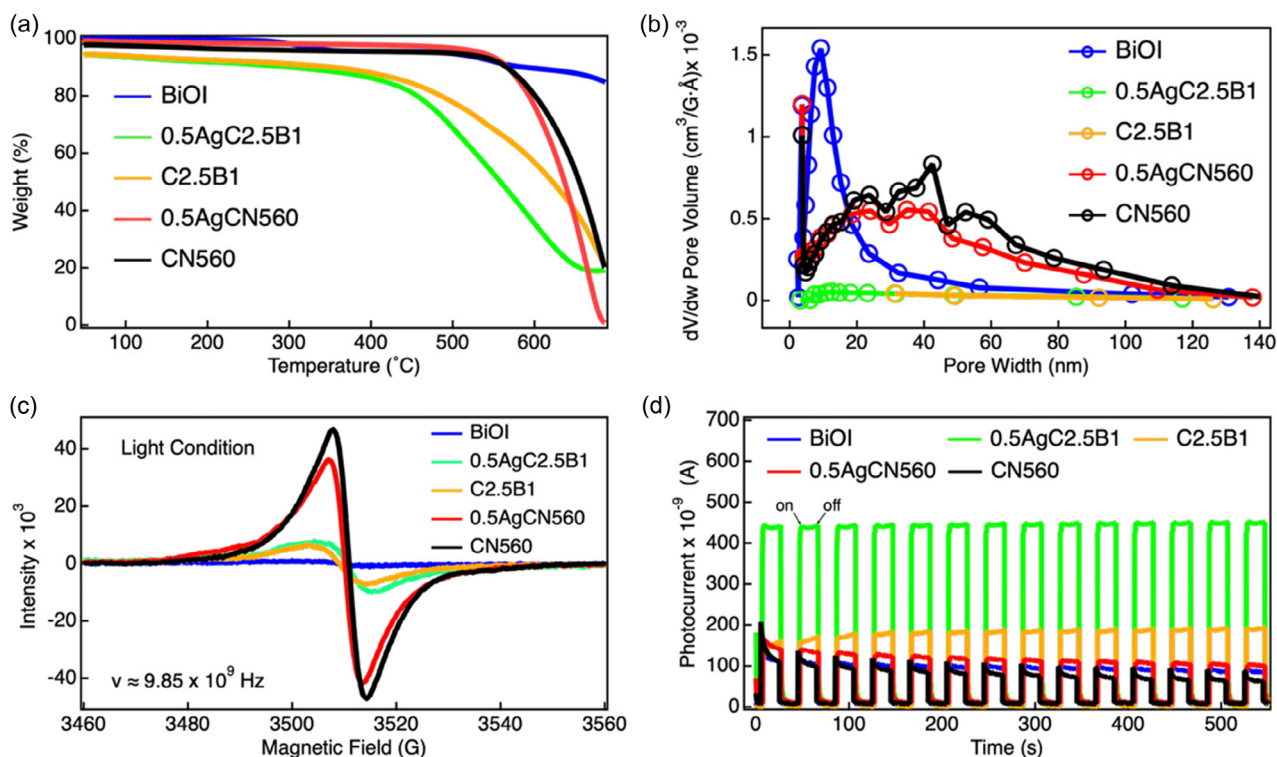 (a)
100
80
60
40
20
0
Weight (%)
BiOI
0.5AgC2.5B1
C2.5B1
0.5AgCN560
CN560
100 200 300 400 500 600
Temperature (˚C)
(b)
1.5
1
0.5
0
dV/dw Pore Volume (cm³/G·Å)x 10⁻³
BiOI
0.5AgC2.5B1
C2.5B1
0.5AgCN560
CN560
0 20 40 60 80 100 120 140
Pore Width (nm)
(c)
40
20
0
-20
-40
Intensity x 10³
Light Condition
BiOI
0.5AgC2.5B1
C2.5B1
0.5AgCN560
CN560
v ≈ 9.85 x 10⁹ Hz
3460 3480 3500 3520 3540 3560
Magnetic Field (G)
(d)
700
600
500
400
300
200
100
0
Photocurrent x 10⁻⁹ (A)
BiOI 0.5AgC2.5B1 C2.5B1
0.5AgCN560 CN560
on off
0 100 200 300 400 500
Time (s)